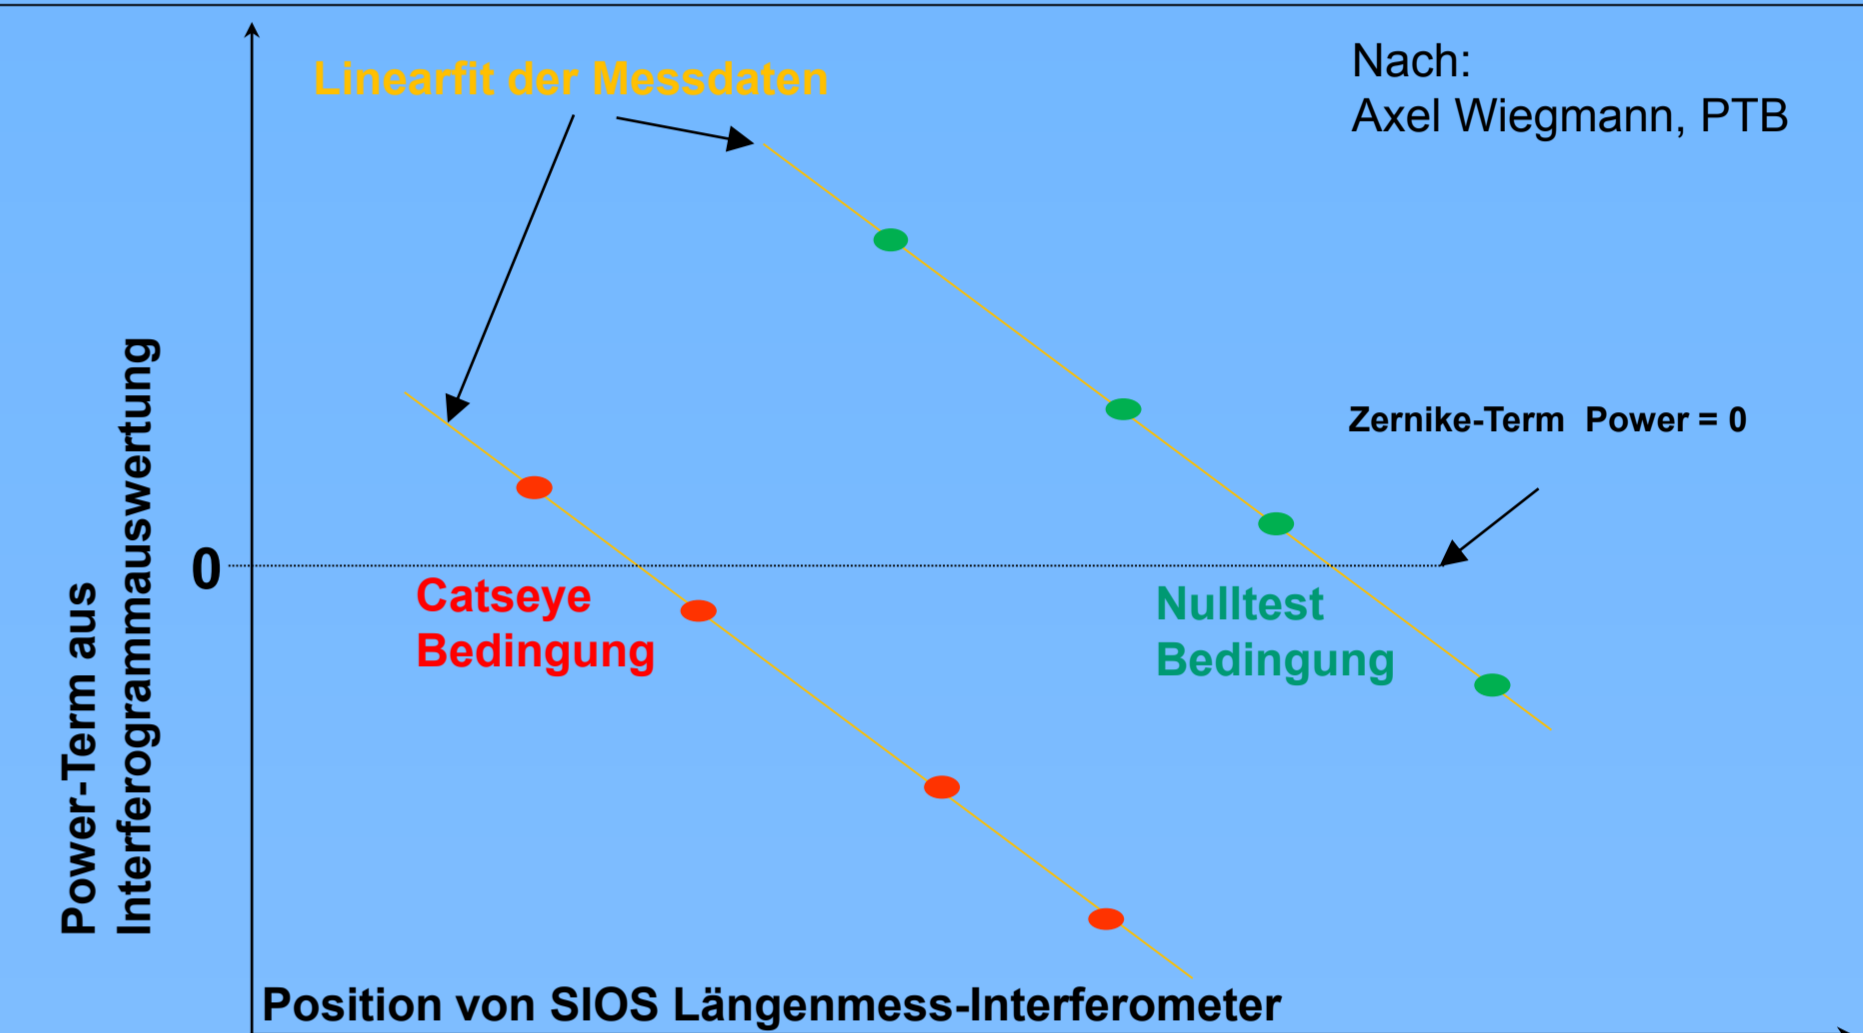 Linearfit der Messdaten
Nach:
Axel Wiegmann, PTB
Zernike-Term Power = 0
0
Catseye
Bedingung
Nulltest
Bedingung
Power-Term aus
Interferogrammauswertung
Position von SIOS Längenmess-Interferometer